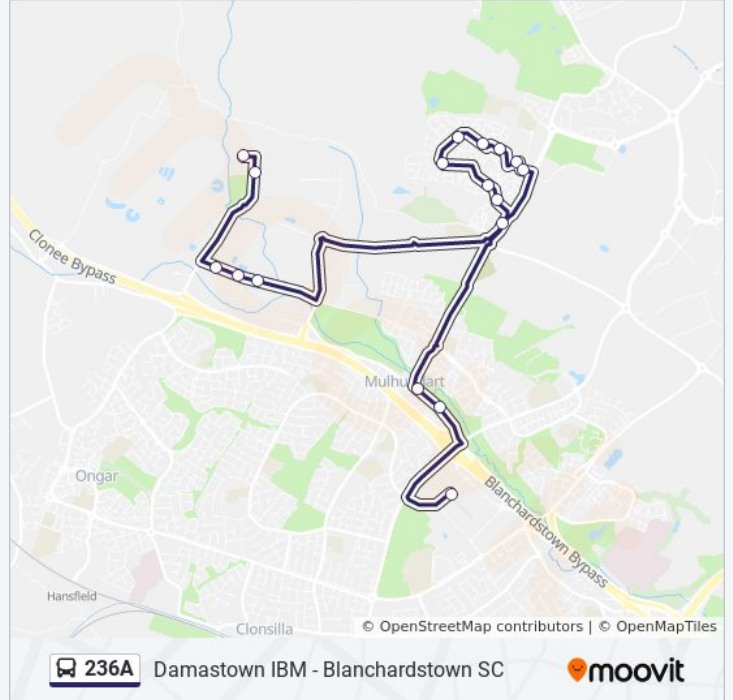 Clonee Bypass
Mulhuddart
Ongar
Blanchardstown Bypass
Hansfield
Clonsilla
© OpenStreetMap contributors | © OpenMapTiles
236A Damastown IBM - Blanchardstown SC
moovit